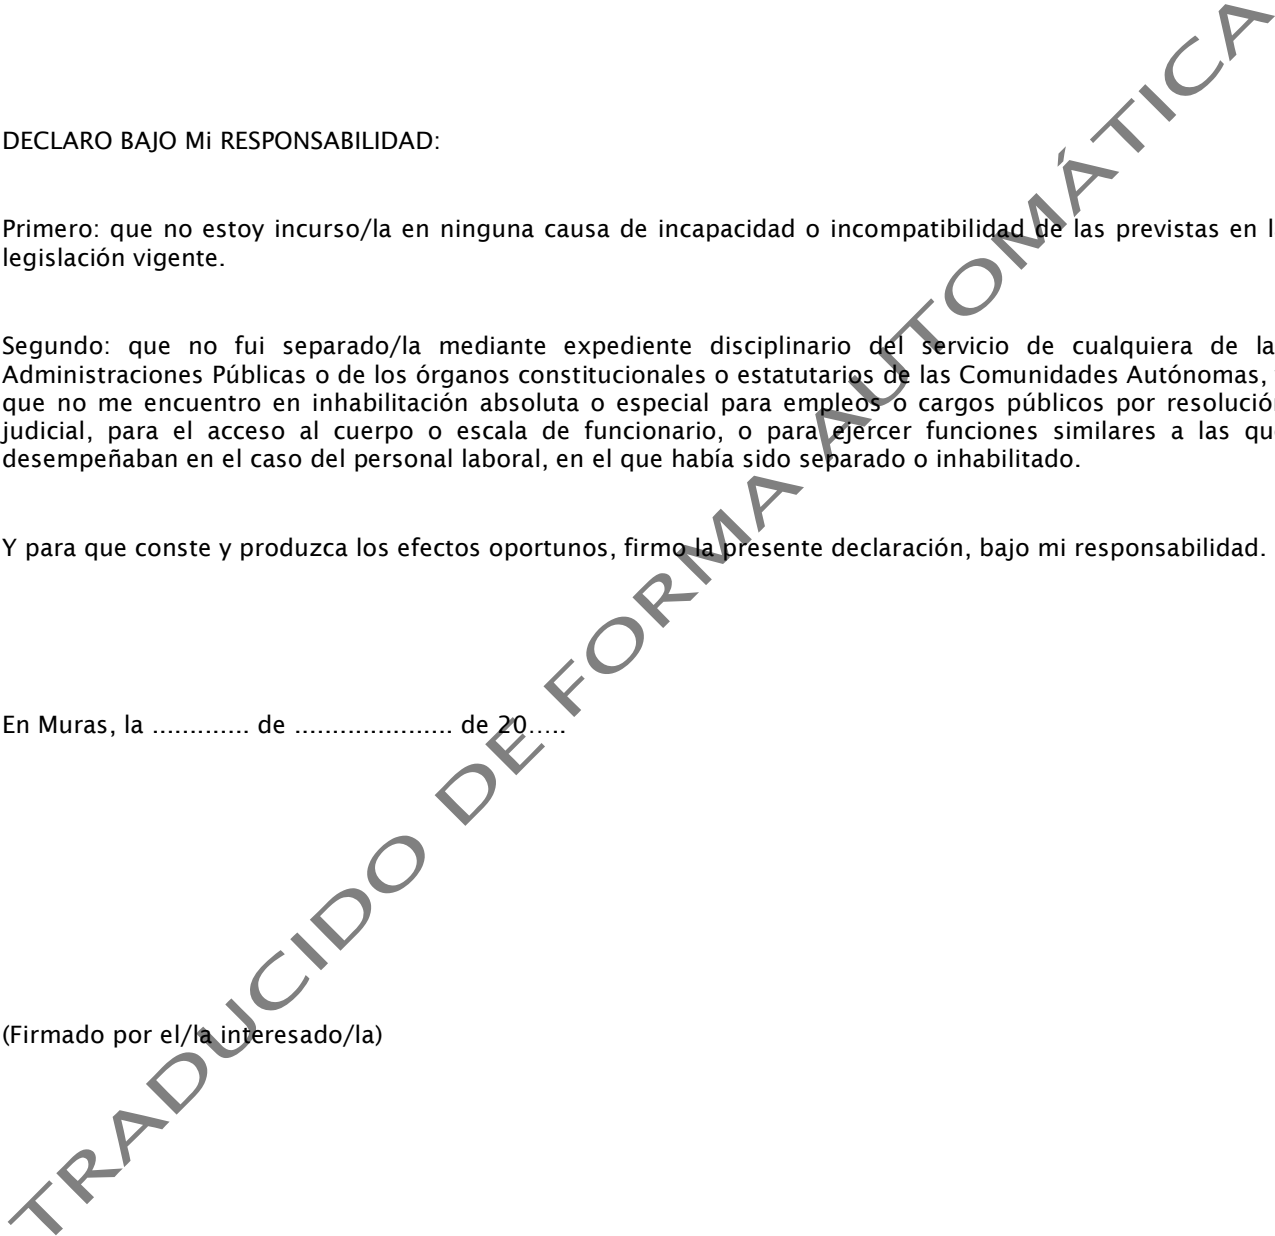 DECLARO BAJO Mi RESPONSABILIDAD:
Primero: que no estoy incurso/la en ninguna causa de incapacidad o incompatibilidad de las previstas en l
legislación vigente.
Segundo: que no fui separado/la mediante expediente disciplinario del servicio de cualquiera de la
Administraciones Públicas o de los órganos constitucionales o estatutarios de las Comunidades Autónomas,
que no me encuentro en inhabilitación absoluta o especial para empleos o cargos públicos por resolución
judicial, para el acceso al cuerpo o escala de funcionario, o para ejercer funciones similares a las qu
desempeñaban en el caso del personal laboral, en el que había sido separado o inhabilitado.
Y para que conste y produzca los efectos oportunos, firmo la presente declaración, bajo mi responsabilidad.
En Muras, la ............. de ..................... de 20.....
(Firmado por el/la interesado/la)
TRADUCIDO DE FORMA AUTOMÁTICA